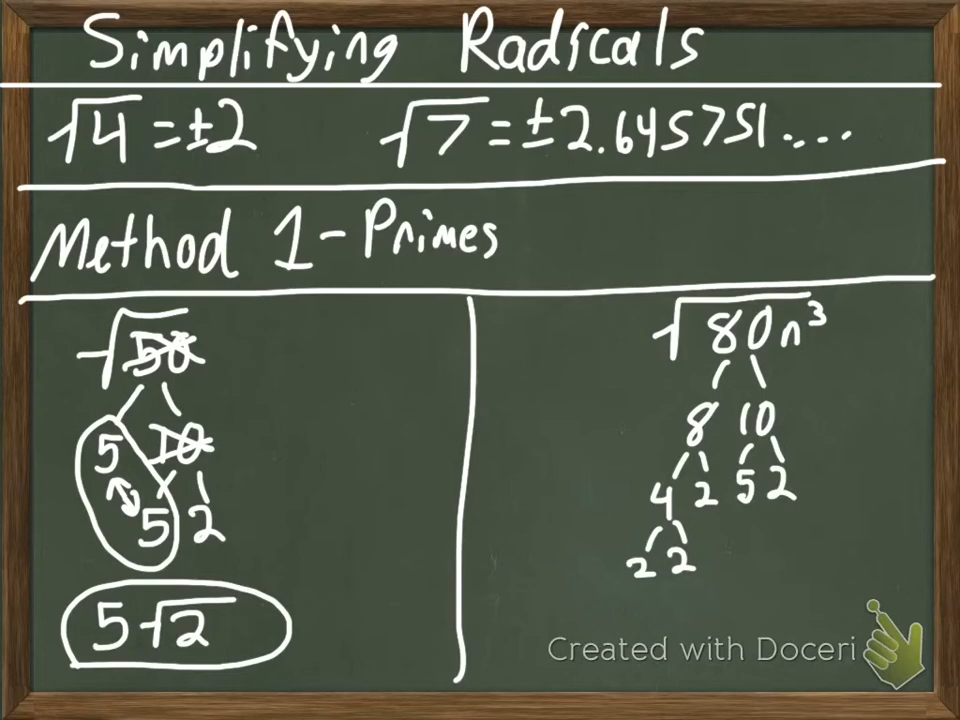 Simplifying Radicals
√4 = ±2 √7 = ±2.645751....
Method 1 - Primes
√50
5 10
5 2
5√2
√80n³
8 10
4 2 5 2
2 2
Created with Doceri